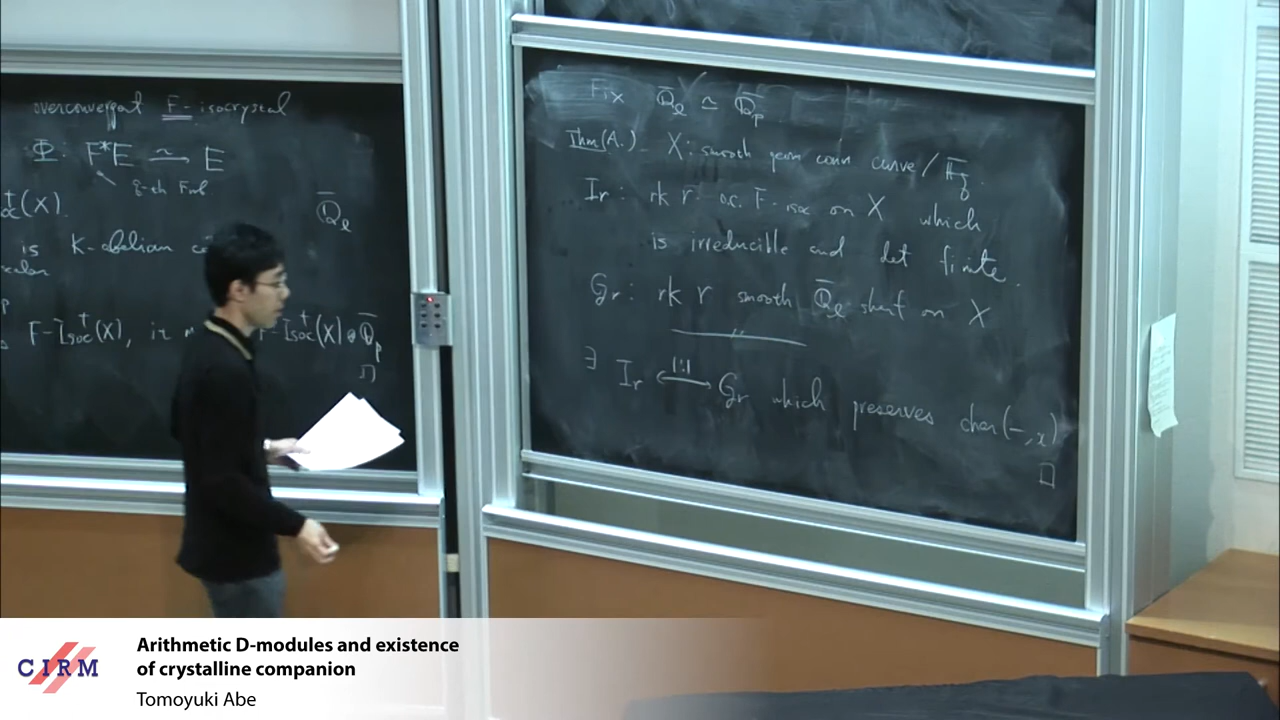 overconvergent F-isocrystal
Φ: F*E ⥲ E
q-th Frob
oc†(X).
Q̄ℓ
is K-abelian
F-Isoc†(X), it -Isoc†(X)⊗Q̄p
Fix Q̄ℓ ≃ Q̄p
Thm(A.) X: smooth geom conn curve/F̄q.
Ir: rk r o.c. F-isoc on X which
is irreducible and det finite.
Gr: rk r smooth Q̄ℓ-sheaf on X
∃ Ir ⟷ Gr which preserves char(-,x)
1:1
□
CIRM
Arithmetic D-modules and existence
of crystalline companion
Tomoyuki Abe